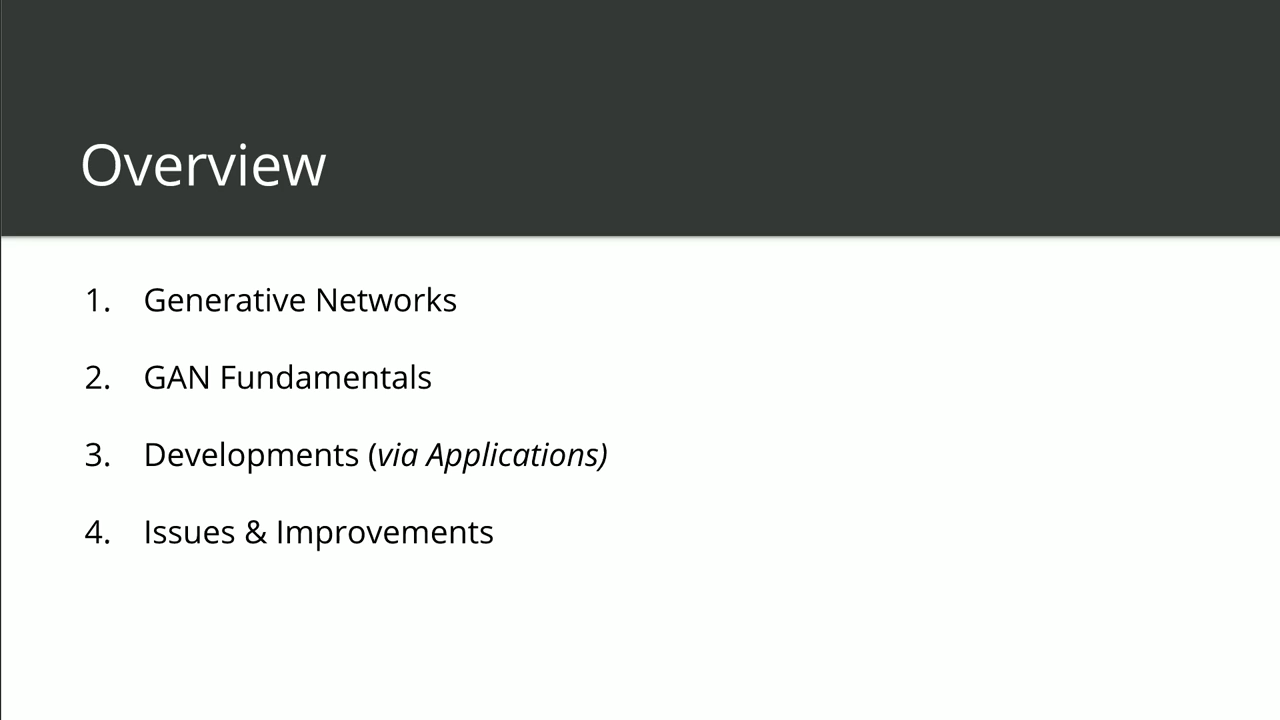 Overview
1. Generative Networks
2. GAN Fundamentals
3. Developments (via Applications)
4. Issues & Improvements